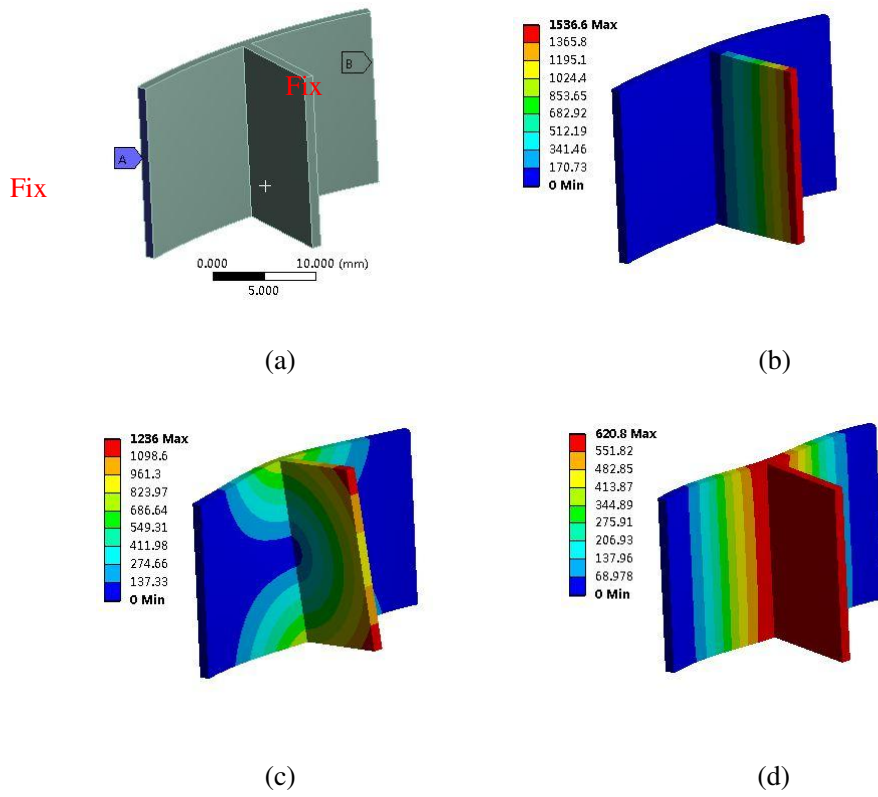 Fix
B
A
Fix
0.000 10.000 (mm)
5.000
(a)
1536.6 Max
1365.8
1195.1
1024.4
853.65
682.92
512.19
341.46
170.73
0 Min
(b)
1236 Max
1098.6
961.3
823.97
686.64
549.31
411.98
274.66
137.33
0 Min
(c)
620.8 Max
551.82
482.85
413.87
344.89
275.91
206.93
137.96
68.978
0 Min
(d)